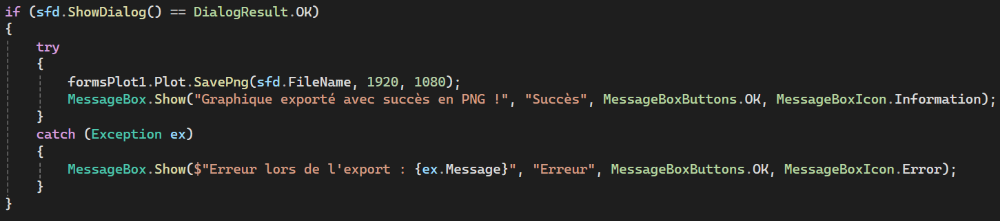 if (sfd.ShowDialog() == DialogResult.OK)
{
    try
    {
        formsPlot1.Plot.SavePng(sfd.FileName, 1920, 1080);
        MessageBox.Show("Graphique exporté avec succès en PNG !", "Succès", MessageBoxButtons.OK, MessageBoxIcon.Information);
    }
    catch (Exception ex)
    {
        MessageBox.Show($"Erreur lors de l'export : {ex.Message}", "Erreur", MessageBoxButtons.OK, MessageBoxIcon.Error);
    }
}